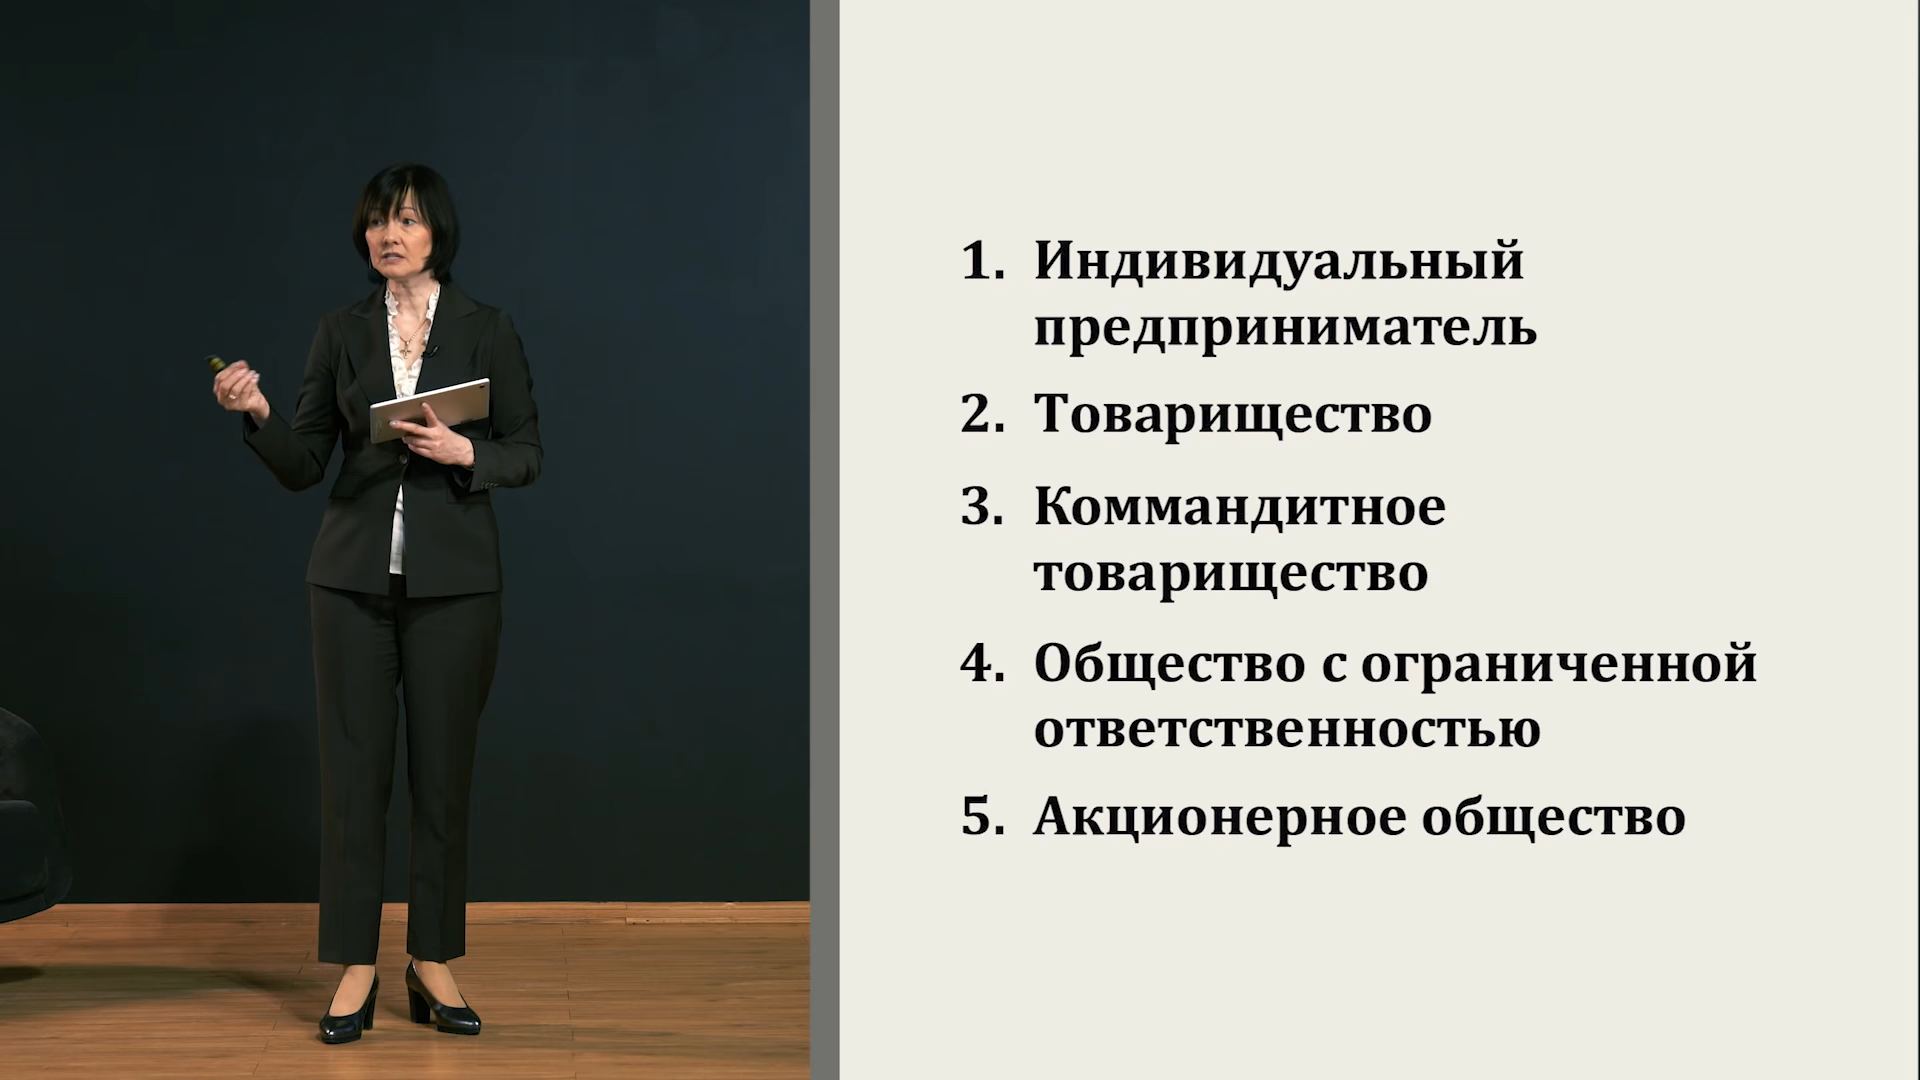 1. Индивидуальный
предприниматель
2. Товарищество
3. Коммандитное
товарищество
4. Общество с ограниченной
ответственностью
5. Акционерное общество